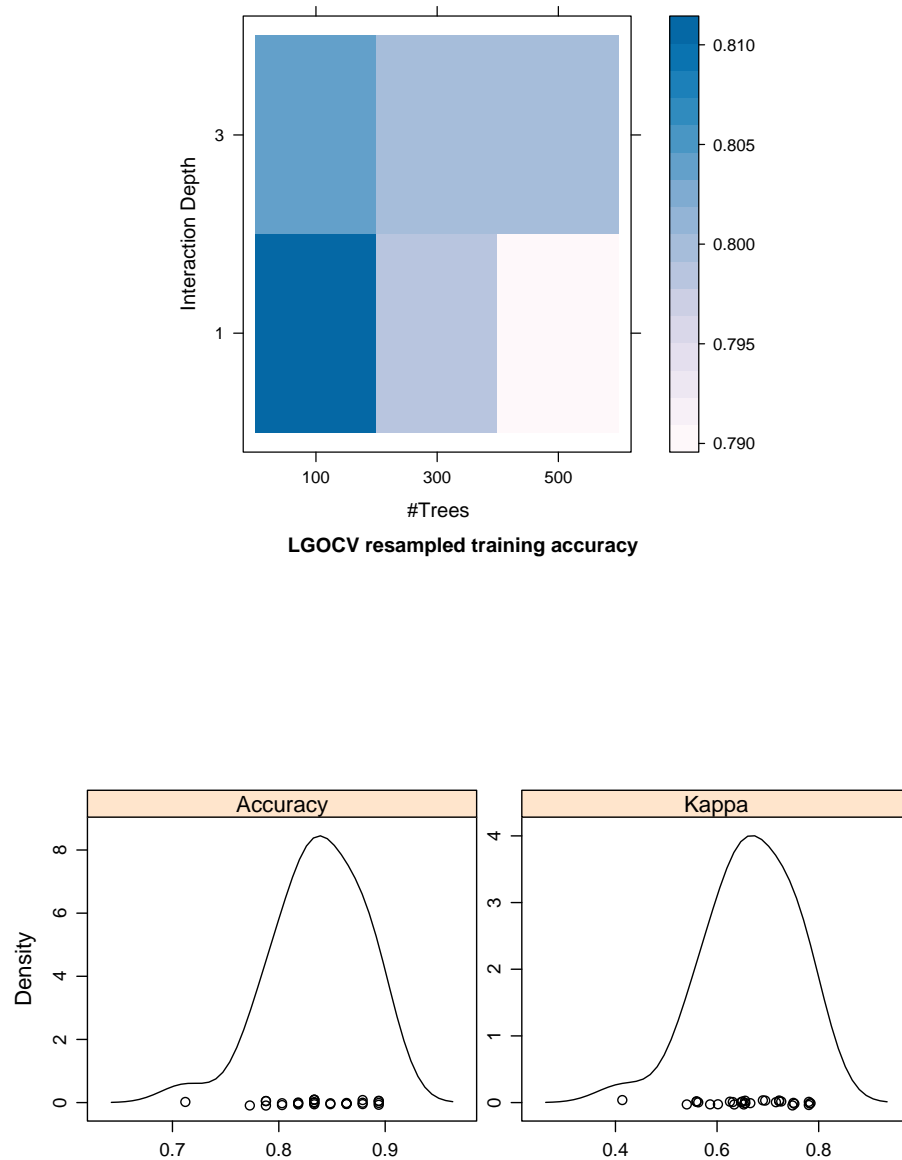 0.810
0.805
0.800
0.795
0.790
3
1
Interaction Depth
100 300 500
#Trees
LGOCV resampled training accuracy
Accuracy Kappa
Density
8
6
4
2
0
4
3
2
1
0
0.7 0.8 0.9
0.4 0.6 0.8